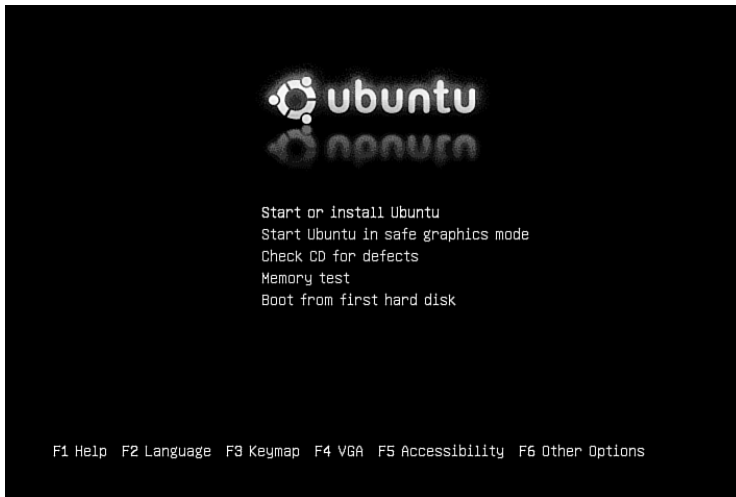 ubuntu
Start or install Ubuntu
Start Ubuntu in safe graphics mode
Check CD for defects
Memory test
Boot from first hard disk
F1 Help F2 Language F3 Keymap F4 VGA F5 Accessibility F6 Other Options